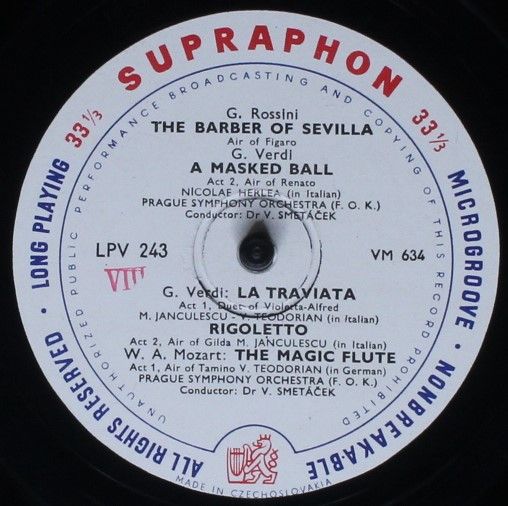 SUPRAPHON
LONG PLAYING 33 1/3
33 1/3 MICROGROOVE · NONBREAKABLE
ALL RIGHTS RESERVED ·
UNAUTHORIZED PUBLIC PERFORMANCE BROADCASTING AND COPYING OF THIS RECORD PROHIBITED
G. Rossini
THE BARBER OF SEVILLA
Air of Figaro
G. Verdi
A MASKED BALL
Act 2, Air of Renato
NICOLAE HERLEA (in Italian)
PRAGUE SYMPHONY ORCHESTRA (F. O. K.)
Conductor: Dr V. SMETÁČEK
LPV 243
VM 634
VIII
G. Verdi: LA TRAVIATA
Act 1, Duet of Violetta-Alfred
M. JANCULESCU - V. TEODORIAN (in Italian)
RIGOLETTO
Act 2, Air of Gilda M. JANCULESCU (in Italian)
W. A. Mozart: THE MAGIC FLUTE
Act 1, Air of Tamino V. TEODORIAN (in German)
PRAGUE SYMPHONY ORCHESTRA (F. O. K.)
Conductor: Dr V. SMETÁČEK
MADE IN CZECHOSLOVAKIA